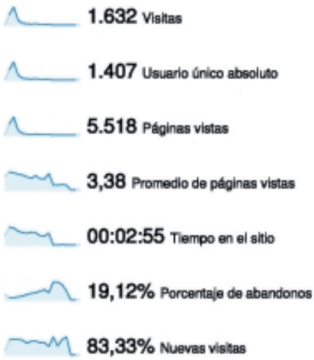 1.632 Visitas
1.407 Usuario único absoluto
5.518 Páginas vistas
3,38 Promedio de páginas vistas
00:02:55 Tiempo en el sitio
19,12% Porcentaje de abandonos
83,33% Nuevas visitas